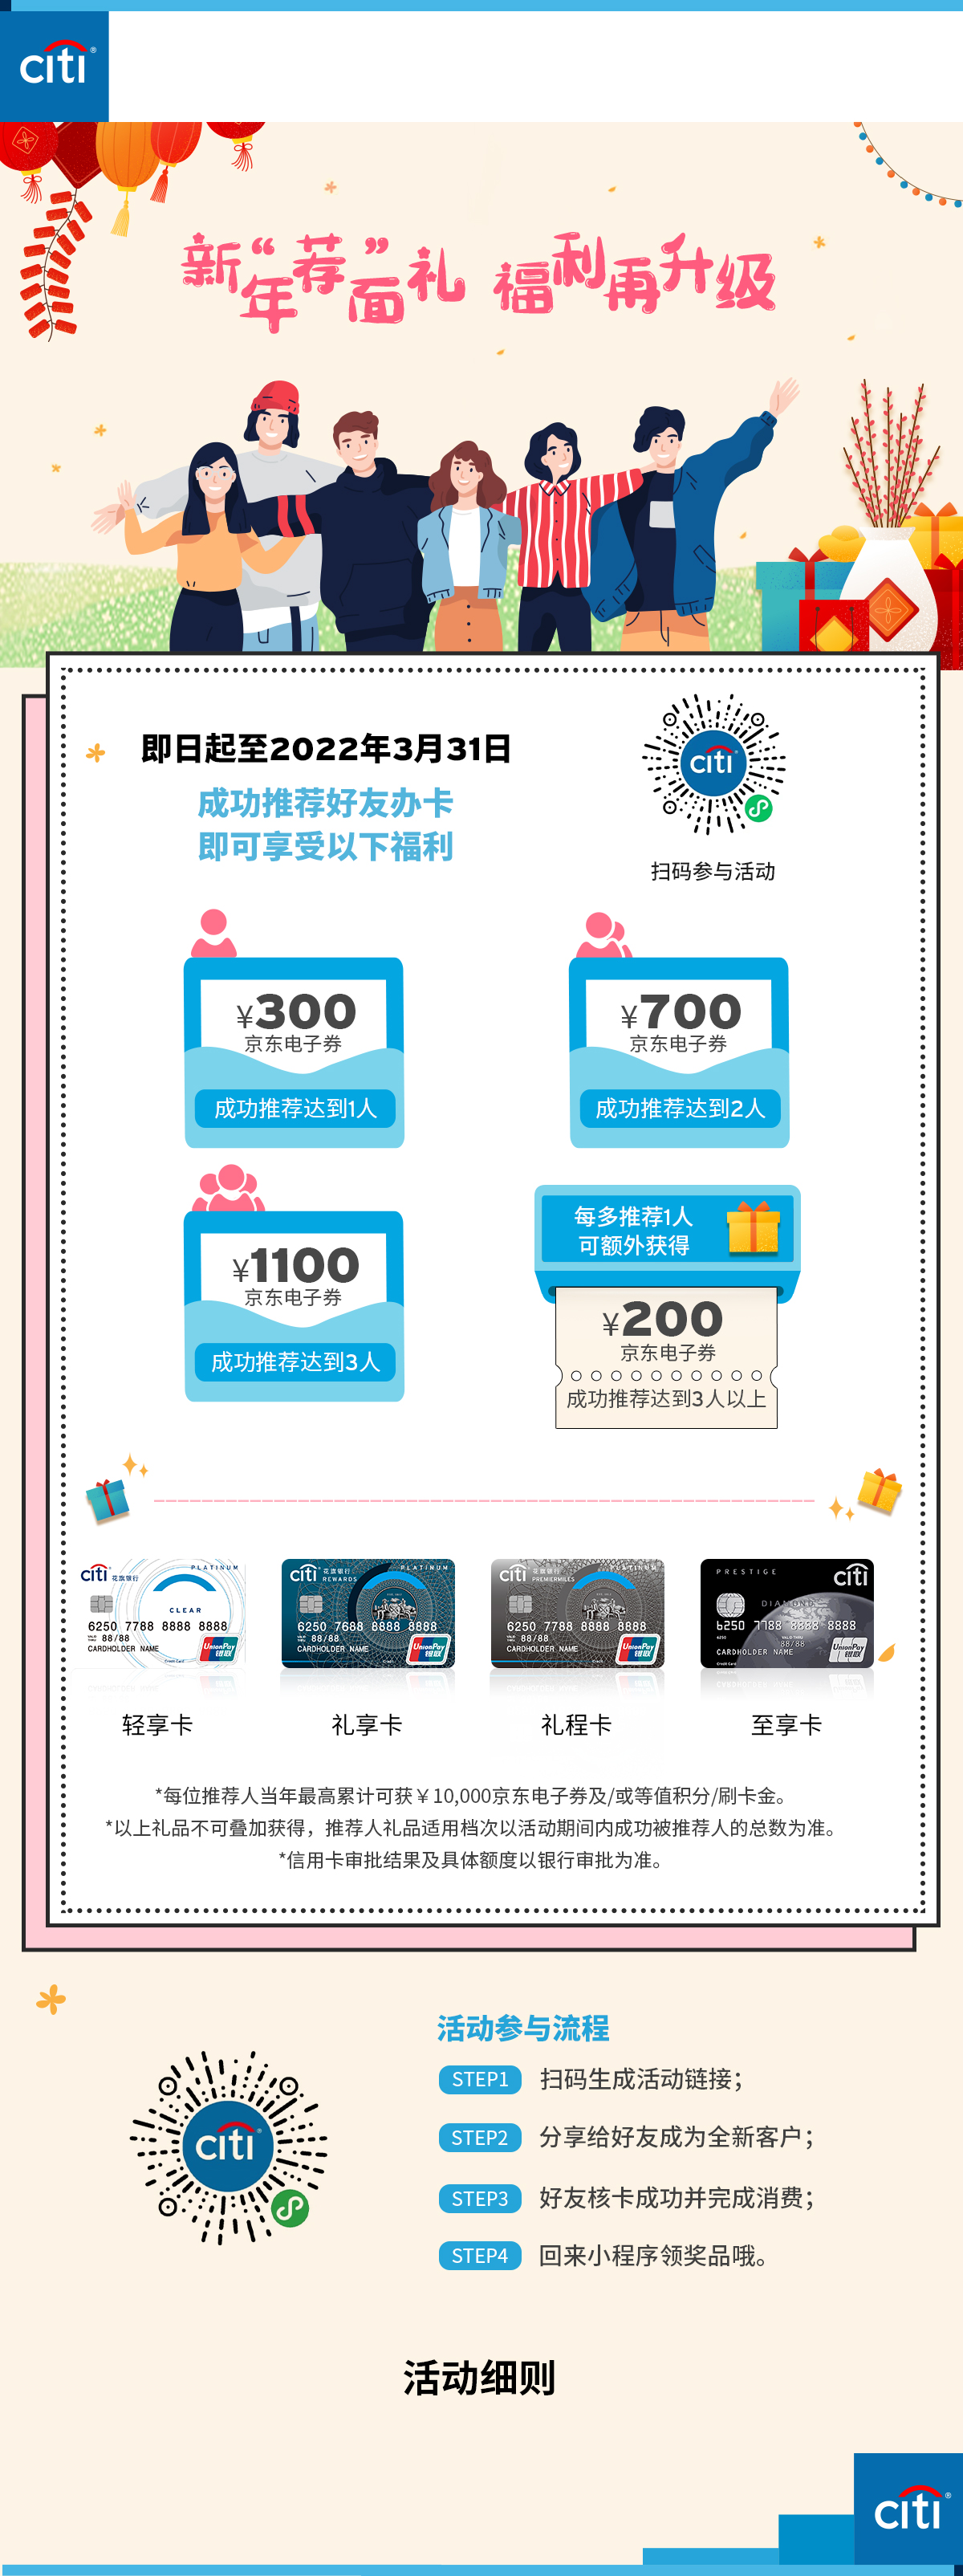 citi®
新年“荐”面礼 福利再升级
即日起至2022年3月31日
成功推荐好友办卡
即可享受以下福利
citi
扫码参与活动
¥300
京东电子券
成功推荐达到1人
¥700
京东电子券
成功推荐达到2人
¥1100
京东电子券
成功推荐达到3人
每多推荐1人
可额外获得
¥200
京东电子券
成功推荐达到3人以上
citi 花旗银行
PLATINUM
CLEAR
6250 7788 8888 8888
88/88
CARDHOLDER NAME
UnionPay
银联
Credit Card
citi 花旗银行
REWARDS
PLATINUM
6250 7688 8888 8888
88/88
CARDHOLDER NAME
UnionPay
银联
citi 花旗银行
PREMIERMILES
PLATINUM
6250 7788 8888 8888
88/88
CARDHOLDER NAME
UnionPay
银联
PRESTIGE
citi
DIAMOND
6250 7788 8888 8888
6250
88/88
CARDHOLDER NAME
UnionPay
银联
Credit Card
轻享卡
礼享卡
礼程卡
至享卡
*每位推荐人当年最高累计可获￥10,000京东电子券及/或等值积分/刷卡金。
*以上礼品不可叠加获得，推荐人礼品适用档次以活动期间内成功被推荐人的总数为准。
*信用卡审批结果及具体额度以银行审批为准。
citi
活动参与流程
STEP1 扫码生成活动链接；
STEP2 分享给好友成为全新客户；
STEP3 好友核卡成功并完成消费；
STEP4 回来小程序领奖品哦。
活动细则
citi®